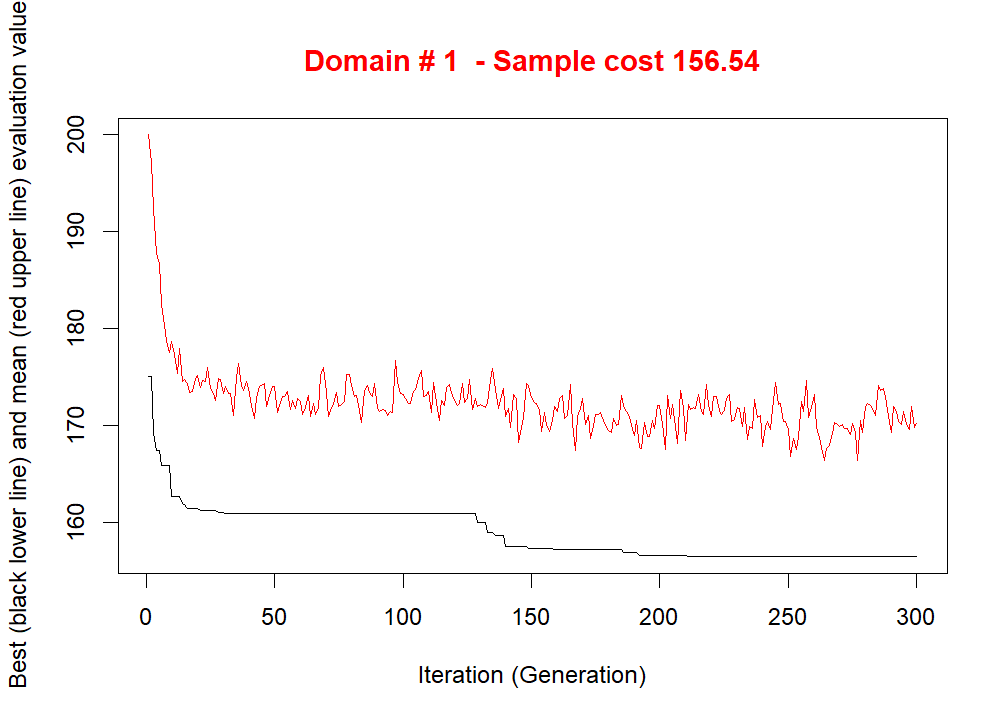 Domain # 1  - Sample cost 156.54
Best (black lower line) and mean (red upper line) evaluation value
200
190
180
170
160
0 50 100 150 200 250 300
Iteration (Generation)